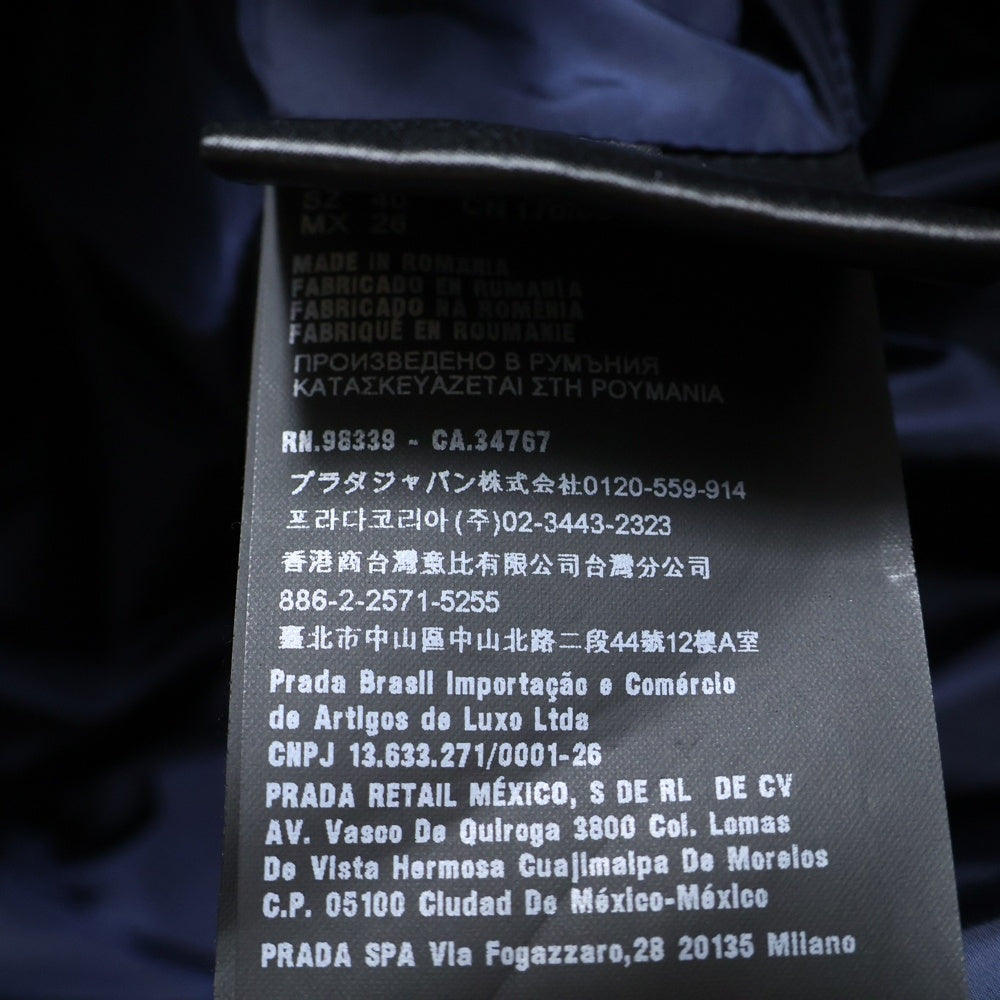 MX 26
MADE IN ROMANIA
FABRICADO EN RUMANIA
FABRICADO NA ROMÊNIA
FABRIQUÉ EN ROUMANIE
ПРОИЗВЕДЕНО В РУМЪНИЯ
ΚΑΤΑΣΚΕΥΑΖΕΤΑΙ ΣΤΗ ΡΟΥΜΑΝΙΑ
RN.98339 - CA.34767
プラダジャパン株式会社0120-559-914
프라다코리아(주)02-3443-2323
香港商台灣意比有限公司台灣分公司
886-2-2571-5255
臺北市中山區中山北路二段44號12樓A室
Prada Brasil Importação e Comércio
de Artigos de Luxo Ltda
CNPJ 13.633.271/0001-26
PRADA RETAIL MÉXICO, S DE RL DE CV
AV. Vasco De Quiroga 3800 Col. Lomas
De Vista Hermosa Cuajimalpa De Morelos
C.P. 05100 Ciudad De México-México
PRADA SPA Via Fogazzaro,28 20135 Milano